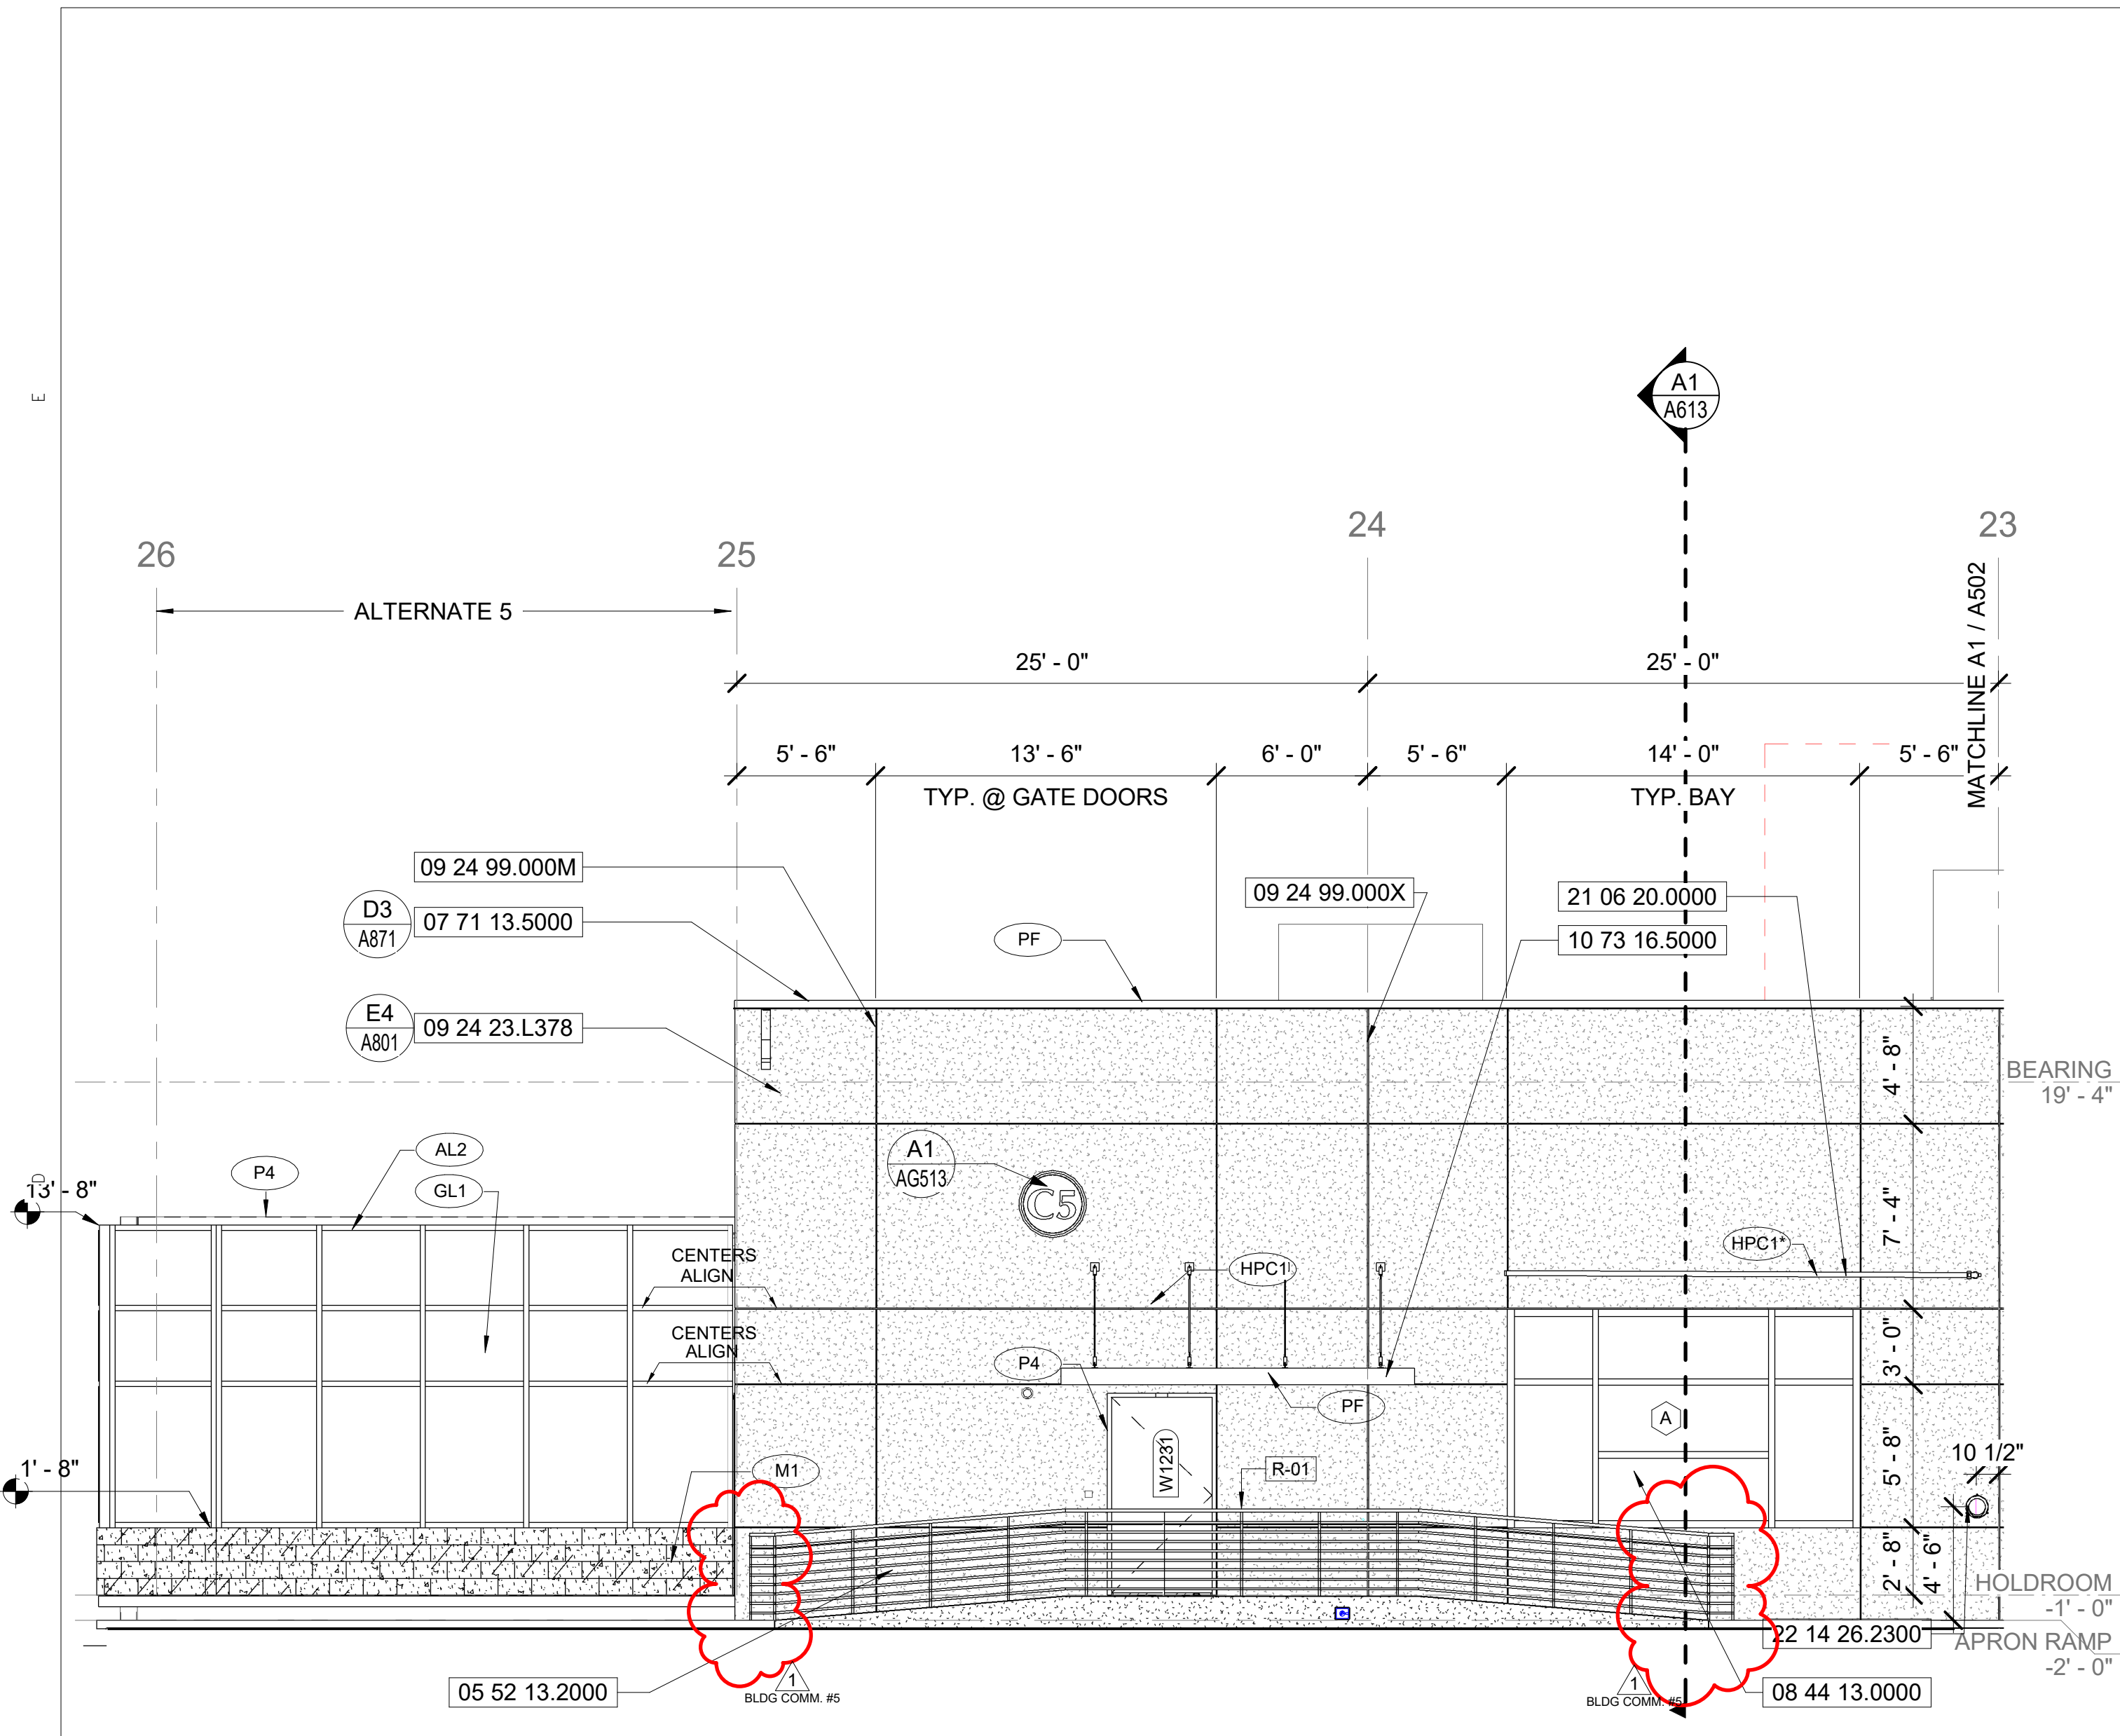 E
A1
A613
26
25
24
23
ALTERNATE 5
MATCHLINE A1 / A502
25' - 0"
25' - 0"
5' - 6"
13' - 6"
6' - 0"
5' - 6"
14' - 0"
5' - 6"
TYP. @ GATE DOORS
TYP. BAY
09 24 99.000M
D3
A871
07 71 13.5000
PF
09 24 99.000X
21 06 20.0000
10 73 16.5000
E4
A801
09 24 23.L378
4' - 8"
BEARING
19' - 4"
A1
AG513
C5
AL2
P4
GL1
D
13' - 8"
7' - 4"
CENTERS
ALIGN
HPC1
HPC1*
CENTERS
ALIGN
3' - 0"
P4
PF
A
W1231
5' - 8"
10 1/2"
1' - 8"
M1
R-01
2' - 8"
4' - 6"
HOLDROOM
-1' - 0"
22 14 26.2300
APRON RAMP
-2' - 0"
05 52 13.2000
1
BLDG COMM. #5
1
BLDG COMM. #5
08 44 13.0000